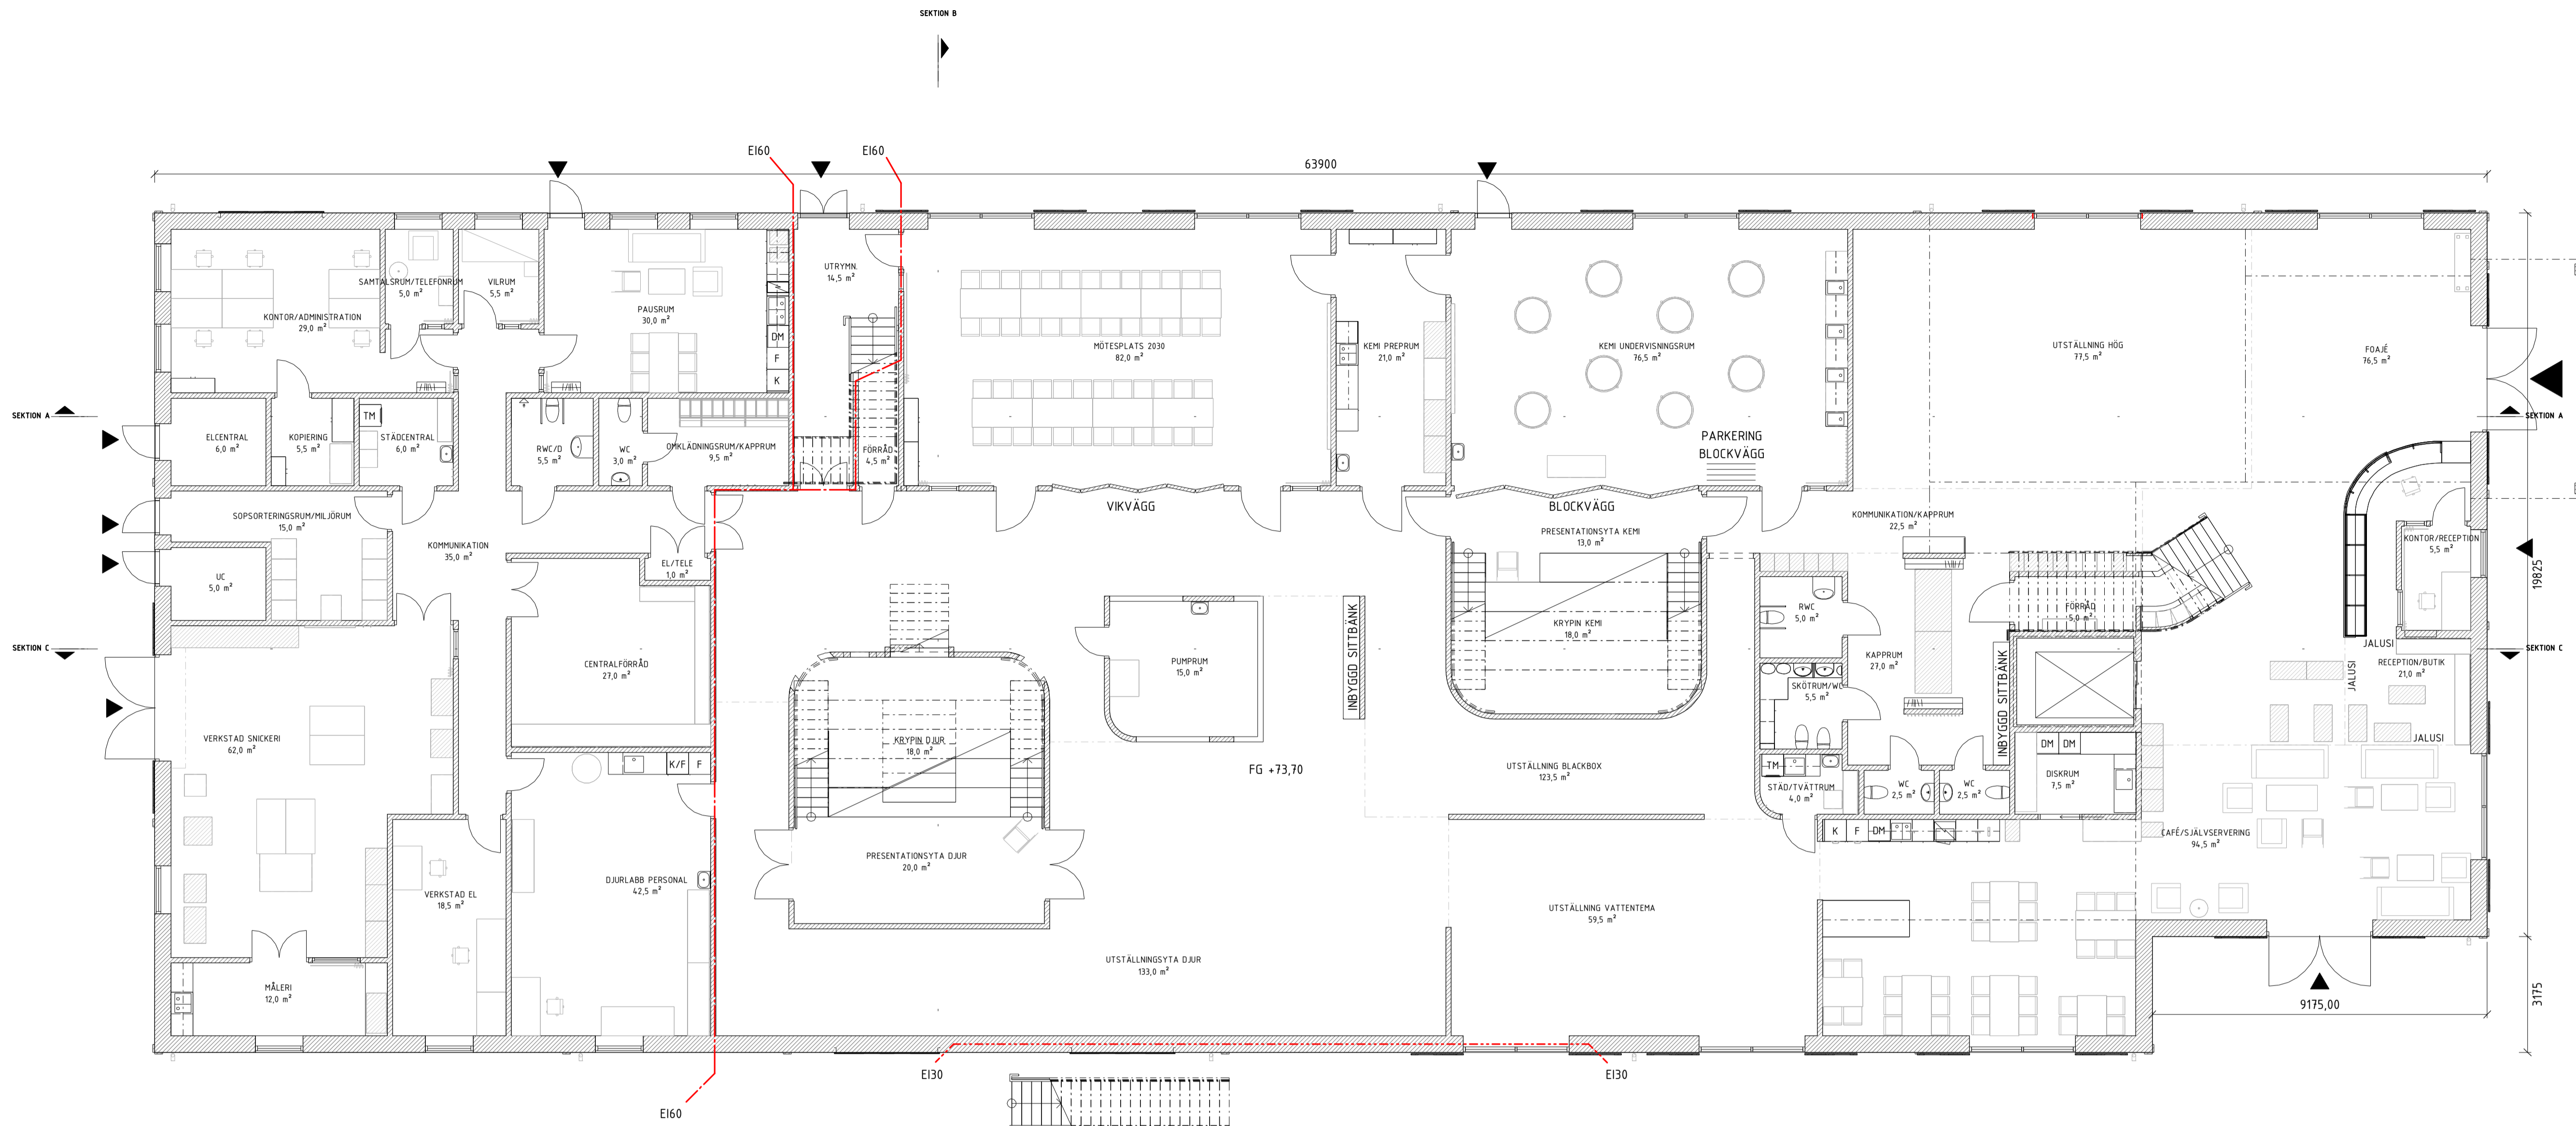 SEKTION B
EI60
EI60
63900
SAMTALSRUM/TELEFONRUM
5,0 m²
VILRUM
5,5 m²
KONTOR/ADMINISTRATION
29,0 m²
PAUSRUM
30,0 m²
DM
F
K
UTRYMN.
14,5 m²
MÖTESPLATS 2030
82,0 m²
KEMI PREPRUM
21,0 m²
KEMI UNDERVISNINGSRUM
76,5 m²
UTSTÄLLNING HÖG
77,5 m²
FOAJÉ
76,5 m²
SEKTION A
SEKTION A
ELCENTRAL
6,0 m²
KOPIERING
5,5 m²
TM
STÄDCENTRAL
6,0 m²
RWC/D
5,5 m²
WC
3,0 m²
OMKLÄDNINGSRUM/KAPPRUM
9,5 m²
FÖRRÅD
4,5 m²
PARKERING
BLOCKVÄGG
VIKVÄGG
BLOCKVÄGG
SOPSORTERINGSRUM/MILJÖRUM
15,0 m²
KOMMUNIKATION
35,0 m²
EL/TELE
1,0 m²
UC
5,0 m²
PRESENTATIONSYTA KEMI
13,0 m²
KOMMUNIKATION/KAPPRUM
22,5 m²
KONTOR/RECEPTION
5,5 m²
19825
FÖRRÅD
5,0 m²
RWC
5,0 m²
KRYPIN KEMI
18,0 m²
INBYGGD SITTBÄNK
SEKTION C
SEKTION C
CENTRALFÖRRÅD
27,0 m²
PUMPRUM
15,0 m²
KAPPRUM
27,0 m²
INBYGGD SITTBÄNK
JALUSI
JALUSI
RECEPTION/BUTIK
21,0 m²
SKÖTRUM/WC
5,5 m²
VERKSTAD SNICKERI
62,0 m²
KRYPIN DJUR
18,0 m²
JALUSI
K/F
F
FG +73,70
UTSTÄLLNING BLACKBOX
123,5 m²
TM
STÄD/TVÄTTRUM
4,0 m²
WC
2,5 m²
WC
2,5 m²
DM
DM
DISKRUM
7,5 m²
K
F
DM
CAFÉ/SJÄLVSERVERING
94,5 m²
PRESENTATIONSYTA DJUR
20,0 m²
DJURLABB PERSONAL
42,5 m²
VERKSTAD EL
18,5 m²
UTSTÄLLNING VATTENTEMA
59,5 m²
UTSTÄLLNINGSYTA DJUR
133,0 m²
MÅLERI
12,0 m²
3175
9175,00
EI30
EI30
EI60